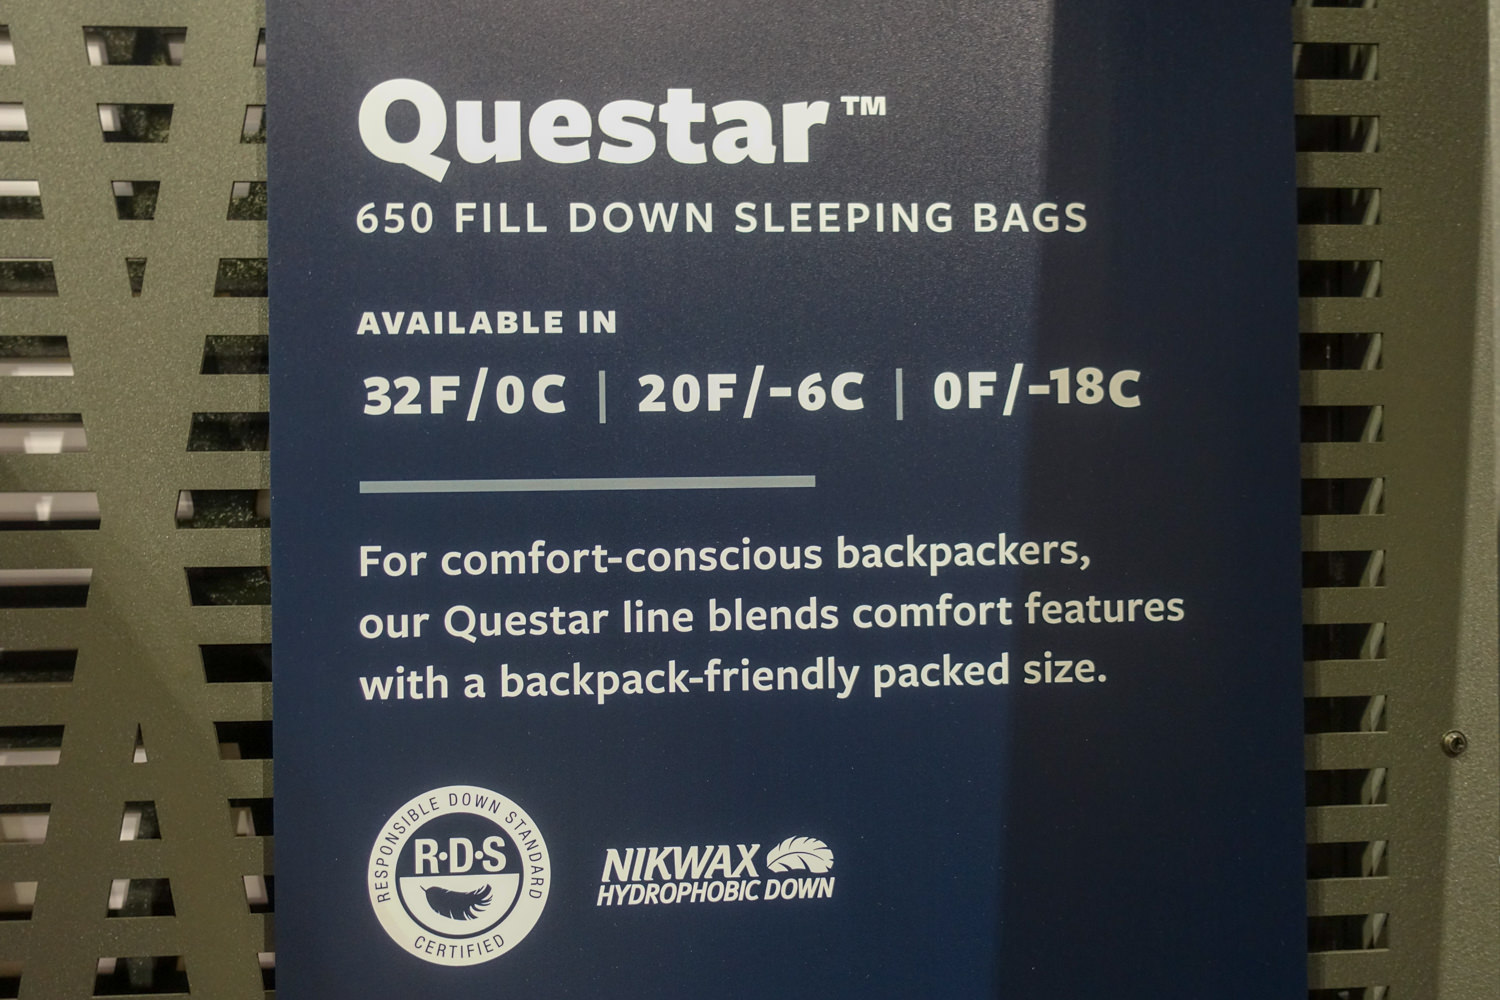 Questar™
650 FILL DOWN SLEEPING BAGS
AVAILABLE IN
32F/0C | 20F/-6C | 0F/-18C
For comfort-conscious backpackers,
our Questar line blends comfort features
with a backpack-friendly packed size.
RESPONSIBLE DOWN STANDARD
R·D·S
CERTIFIED
NIKWAX
HYDROPHOBIC DOWN